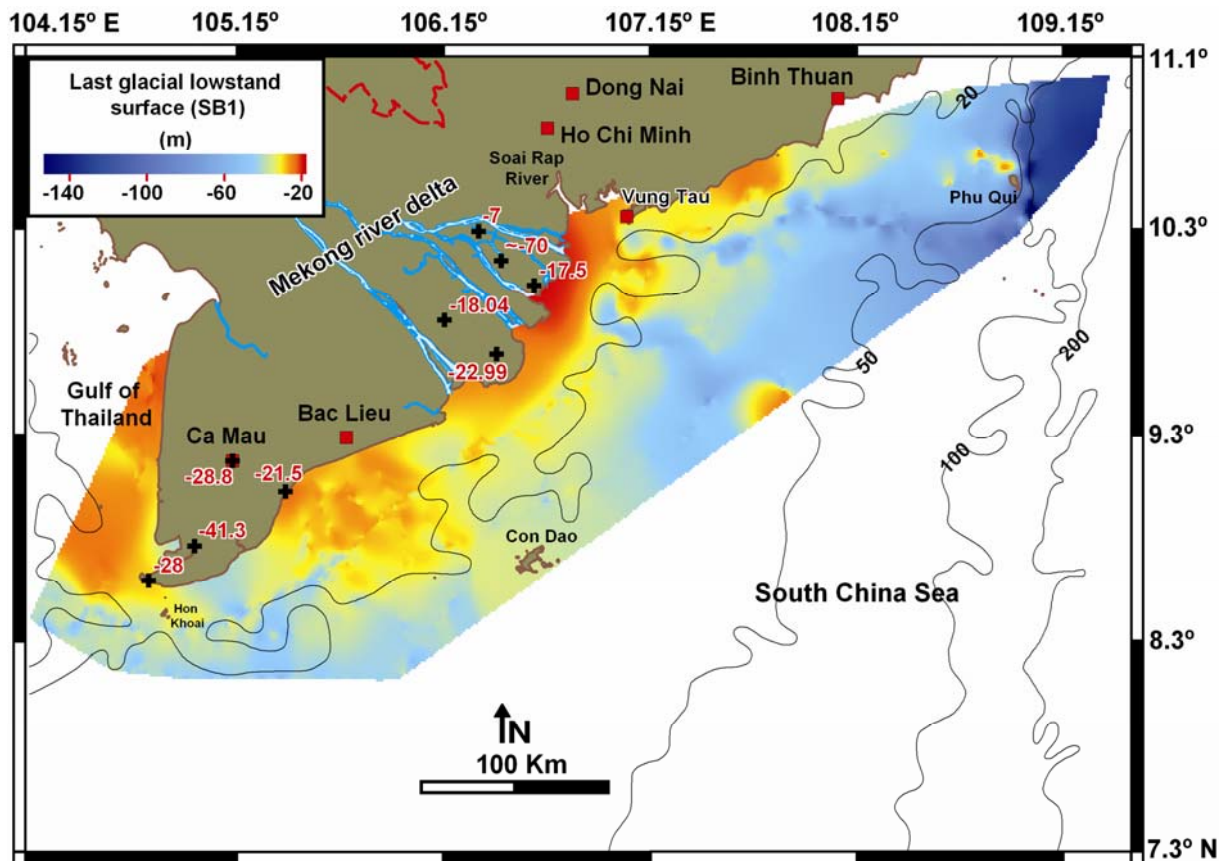 104.15º E
105.15º
106.15º
107.15º
108.15º
109.15º
11.1º
Last glacial lowstand
surface (SB1)
(m)
-140
-100
-60
-20
Dong Nai
Binh Thuan
20
Ho Chi Minh
Soai Rap
River
Vung Tau
Phu Qui
Mekong river delta
-7
~-70
-17.5
10.3º
-18.04
-22.99
50
200
Gulf of
Thailand
Bac Lieu
Ca Mau
9.3º
-28.8
-21.5
100
-41.3
Con Dao
-28
South China Sea
Hon
Khoai
8.3º
N
100 Km
7.3º N